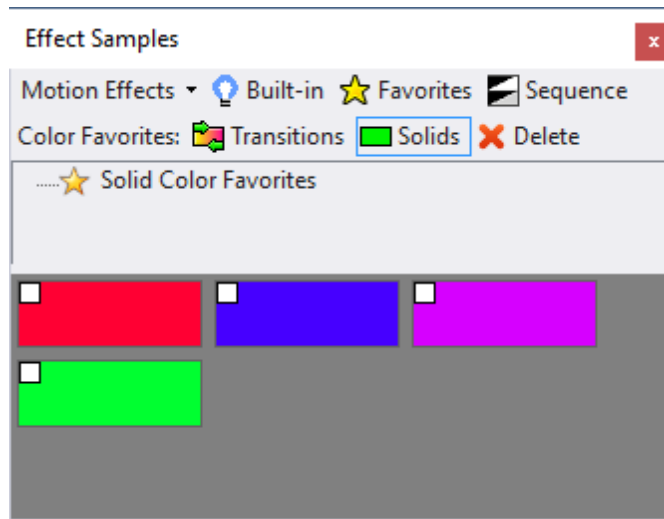 Effect Samples
x
Motion Effects Built-in Favorites Sequence
Color Favorites: Transitions Solids Delete
Solid Color Favorites